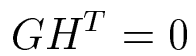 $GH^T = 0$